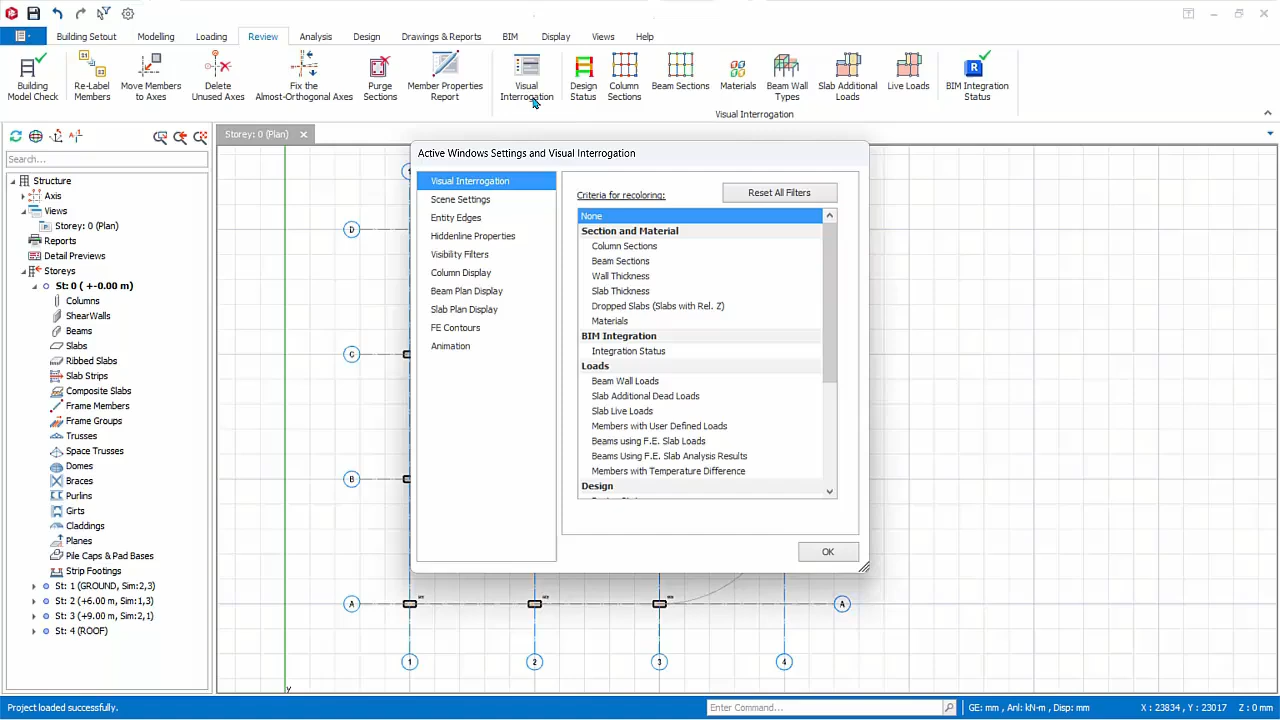 Building Setout
Modelling
Loading
Review
Analysis
Design
Drawings & Reports
BIM
Display
Views
Help
Building
Model Check
Re-Label
Members
Move Members
to Axes
Delete
Unused Axes
Fix the
Almost-Orthogonal Axes
Purge
Sections
Member Properties
Report
Visual
Interrogation
Design
Status
Column
Sections
Beam Sections
Materials
Beam Wall
Types
Slab Additional
Loads
Live Loads
BIM Integration
Status
Visual Interrogation
Search...
Structure
Axis
Views
Storey: 0 (Plan)
Reports
Detail Previews
Storeys
St: 0 ( +-0.00 m)
Columns
ShearWalls
Beams
Slabs
Ribbed Slabs
Slab Strips
Composite Slabs
Frame Members
Frame Groups
Trusses
Space Trusses
Domes
Braces
Purlins
Girts
Claddings
Planes
Pile Caps & Pad Bases
Strip Footings
St: 1 (GROUND, Sim:2,3)
St: 2 (+6.00 m, Sim:1,3)
St: 3 (+9.00 m, Sim:2,1)
St: 4 (ROOF)
Storey: 0 (Plan)
D
C
B
A
A
1
2
3
4
y
Active Windows Settings and Visual Interrogation
Visual Interrogation
Scene Settings
Entity Edges
Hiddenline Properties
Visibility Filters
Column Display
Beam Plan Display
Slab Plan Display
FE Contours
Animation
Criteria for recoloring:
Reset All Filters
None
Section and Material
Column Sections
Beam Sections
Wall Thickness
Slab Thickness
Dropped Slabs (Slabs with Rel. Z)
Materials
BIM Integration
Integration Status
Loads
Beam Wall Loads
Slab Additional Dead Loads
Slab Live Loads
Members with User Defined Loads
Beams using F.E. Slab Loads
Beams Using F.E. Slab Analysis Results
Members with Temperature Difference
Design
OK
Project loaded successfully.
Enter Command...
GE: mm , Anl: kN-m , Disp: mm
X : 23834 , Y : 23017
Z : 0 mm